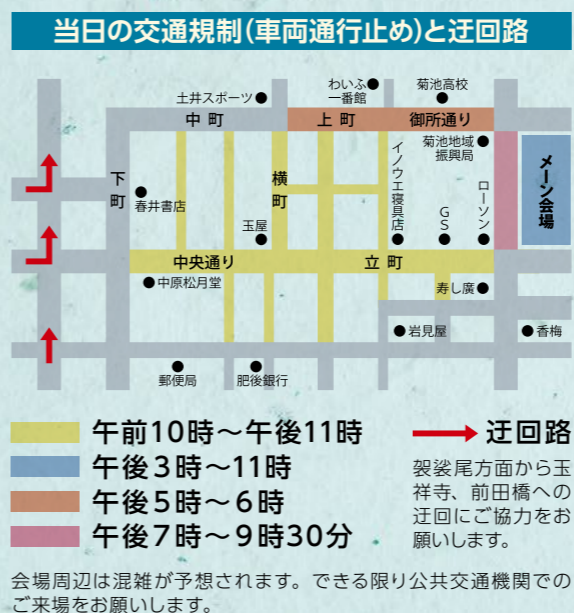 当日の交通規制(車両通行止め)と迂回路
土井スポーツ●
わいふ●
一番館
菊池高校
●
中町
上町
御所通り
菊池地域●
振興局
下町
●
春井書店
横町
イノウエ寝具店
●
GS
●
ローソン
●
メーン会場
玉屋
●
中央通り
立町
●中原松月堂
寿し廣●
●岩見屋
●香梅
●
郵便局
●
肥後銀行
午前10時～午後11時
午後3時～11時
午後5時～6時
午後7時～9時30分
迂回路
袈裟尾方面から玉
祥寺、前田橋への
迂回にご協力をお
願いします。
会場周辺は混雑が予想されます。できる限り公共交通機関での
ご来場をお願いします。